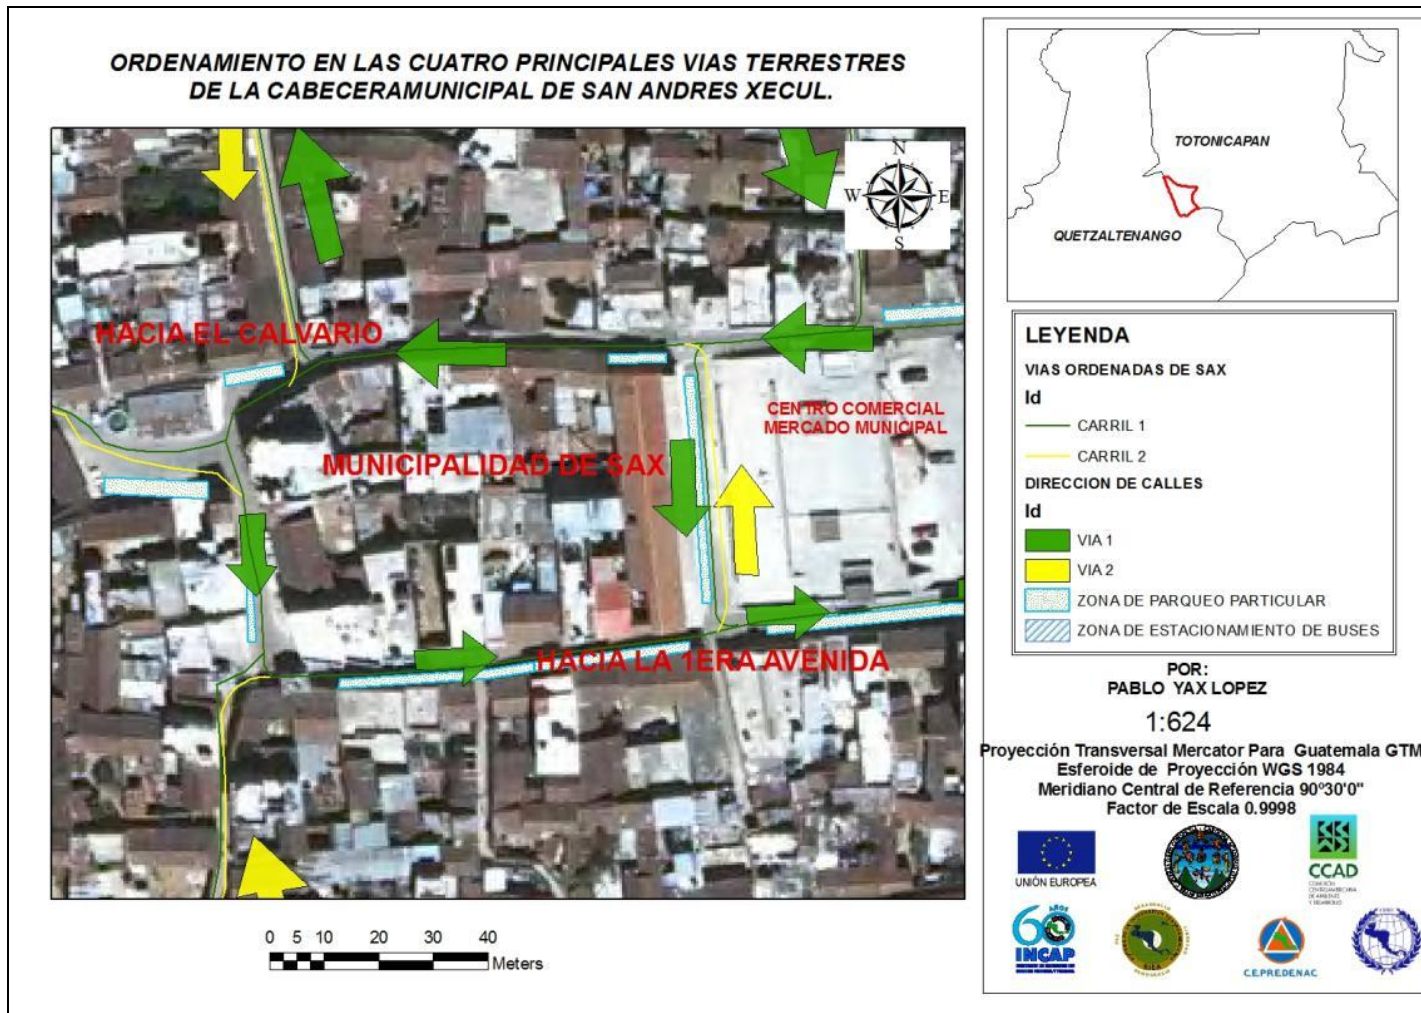 ORDENAMIENTO EN LAS CUATRO PRINCIPALES VIAS TERRESTRES
DE LA CABECERAMUNICIPAL DE SAN ANDRES XECUL.
N
W E
S
HACIA EL CALVARIO
CENTRO COMERCIAL
MERCADO MUNICIPAL
MUNICIPALIDAD DE SAX
HACIA LA 1ERA AVENIDA
0 5 10 20 30 40
Meters
TOTONICAPAN
QUETZALTENANGO
LEYENDA
VIAS ORDENADAS DE SAX
Id
CARRIL 1
CARRIL 2
DIRECCION DE CALLES
Id
VIA 1
VIA 2
ZONA DE PARQUEO PARTICULAR
ZONA DE ESTACIONAMIENTO DE BUSES
POR:
PABLO YAX LOPEZ
1:624
Proyección Transversal Mercator Para Guatemala GTM
Esferoide de Proyección WGS 1984
Meridiano Central de Referencia 90º30'0"
Factor de Escala 0.9998
UNIÓN EUROPEA
CCAD
60 AÑOS
INCAP
C.E.PREDENAC